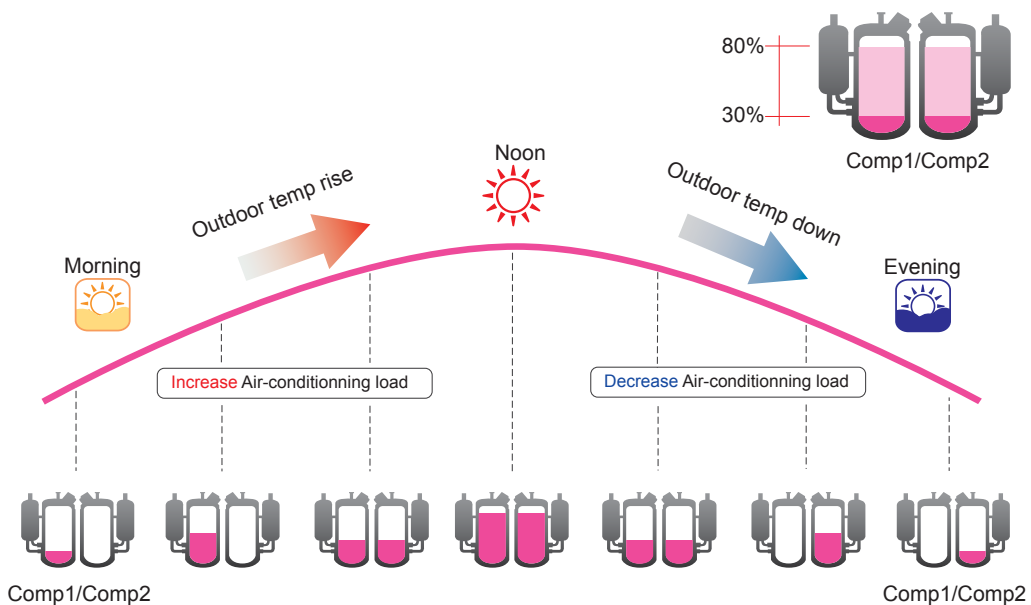 80%
30%
Comp1/Comp2
Noon
Outdoor temp rise
Outdoor temp down
Morning
Evening
Increase Air-conditionning load
Decrease Air-conditionning load
Comp1/Comp2
Comp1/Comp2